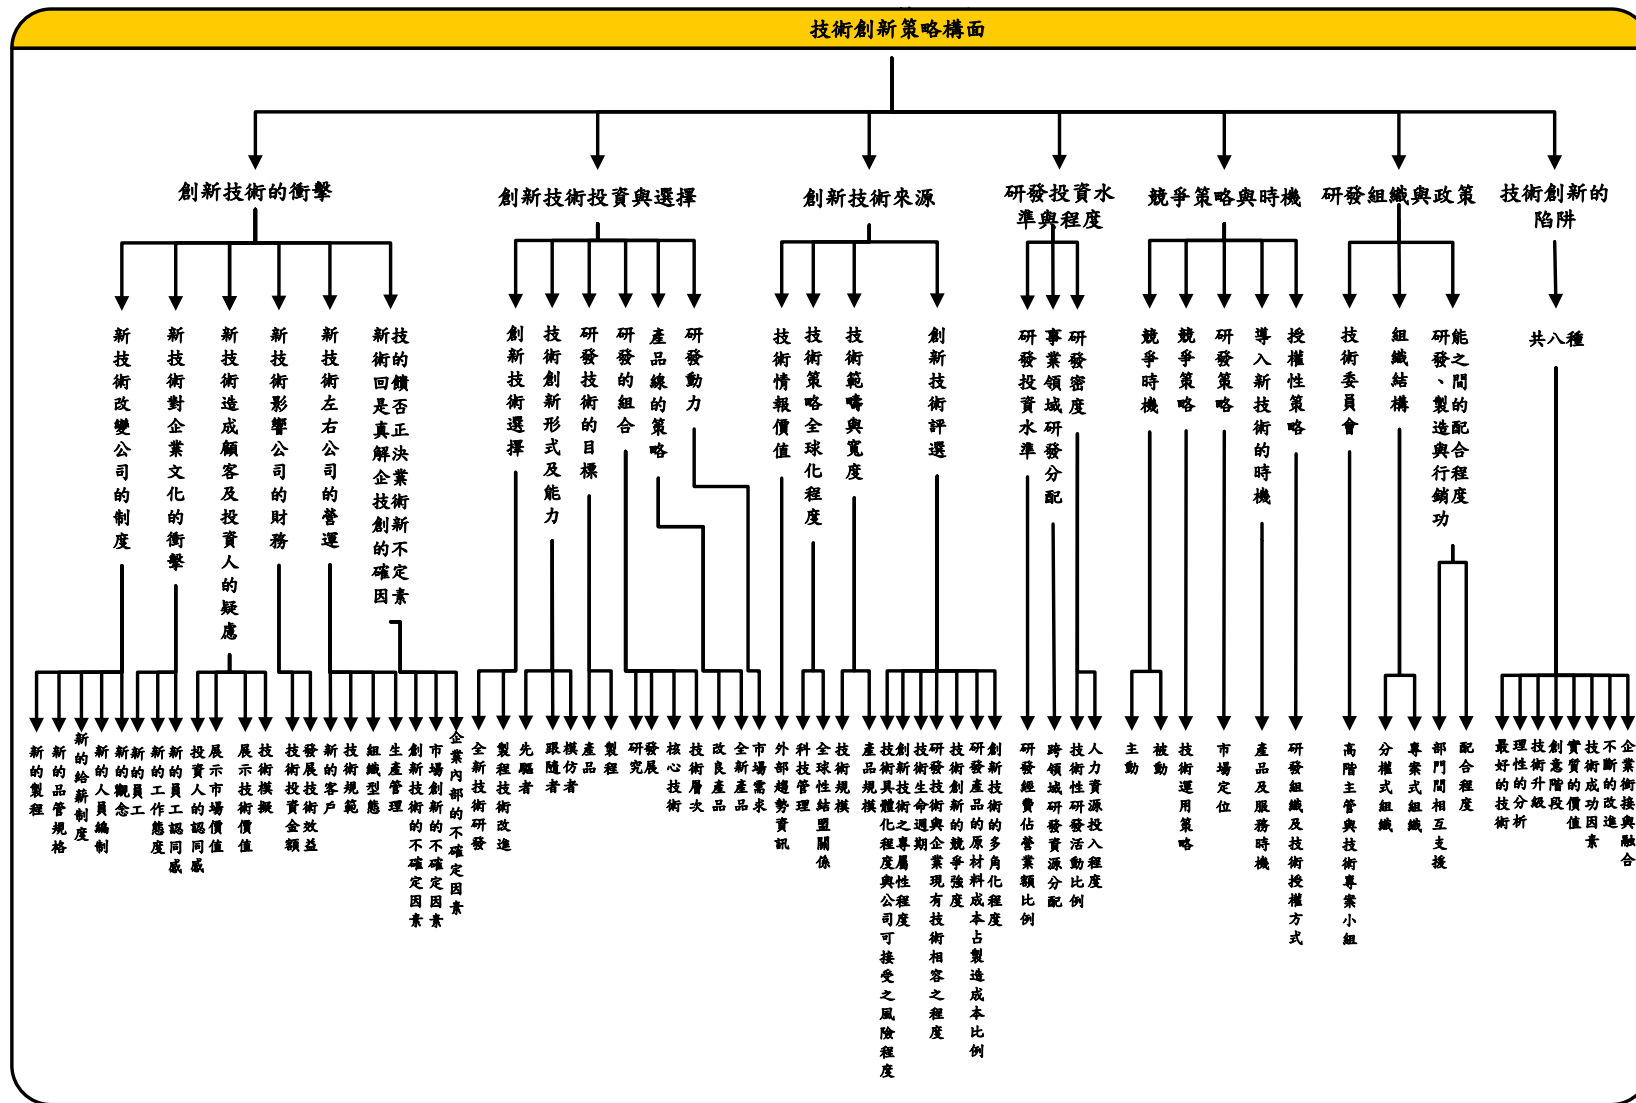 技術創新策略構面
創新技術的衝擊
創新技術投資與選擇
創新技術來源
研發投資水
準與程度
競爭策略與時機
研發組織與政策
技術創新的
陷阱
新技術改變公司的制度
新技術對企業文化的衝擊
新技術造成顧客及投資人的疑慮
新技術影響公司的財務
新技術左右公司的營運
新術回是真解企技創的確因
技的饋否正決業術新不定素
創新技術選擇
技術創新形式及能力
研發技術的目標
研發的組合
產品線的策略
研發動力
技術情報價值
技術策略全球化程度
技術範疇與寬度
創新技術評選
研發投資水準
事業領域研發分配
研發密度
競爭時機
競爭策略
研發策略
導入新技術的時機
授權性策略
技術委員會
組織結構
研發、製造與行銷功
能之間的配合程度
共八種
新的製程
新的品管規格
新的給薪制度
新的人員編制
新的觀念
新的員工
新的工作態度
新的員工認同感
投資人的認同感
展示市場價值
展示技術價值
技術模擬
技術投資金額
發展技術效益
新的客戶
技術規範
組織型態
生產管理
創新技術的不確定因素
市場創新的不確定因素
企業內部的不確定因素
全新技術研發
製程技術改進
先驅者
跟隨者
模仿者
產品
製程
研究
發展
核心技術
技術層次
改良產品
全新產品
市場需求
外部趨勢資訊
科技管理
全球性結盟關係
技術規模
產品規模
技術具體化程度與公司可接受之風險程度
創新技術之專屬性程度
技術生命週期
研發技術與企業現有技術相容之程度
技術創新的競爭強度
研發產品的原材料成本占製造成本比例
創新技術的多角化程度
研發經費佔營業額比例
跨領域研發資源分配
技術性研發活動比例
人力資源投入程度
主動
被動
技術運用策略
市場定位
產品及服務時機
研發組織及技術授權方式
高階主管與技術專案小組
分權式組織
專案式組織
部門間相互支援
配合程度
最好的技術
理性的分析
技術升級
創意階段
實質的價值
技術成功因素
不斷的改進
企業術接與融合